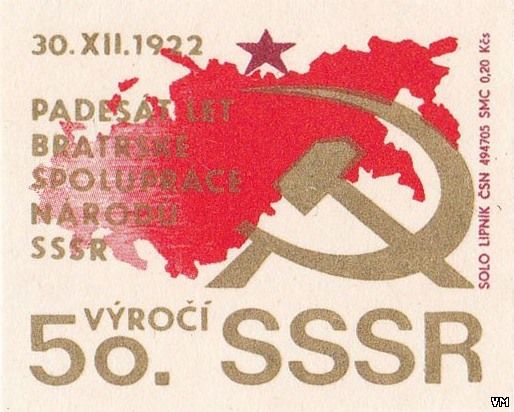 30. XII. 1922
PADESÁT LET
BRATRSKÉ
SPOLUPRÁCE
NÁRODŮ
SSSR
50. VÝROČÍ SSSR
SOLO LIPNÍK ČSN 494705 SMC 0,20 Kčs
VM